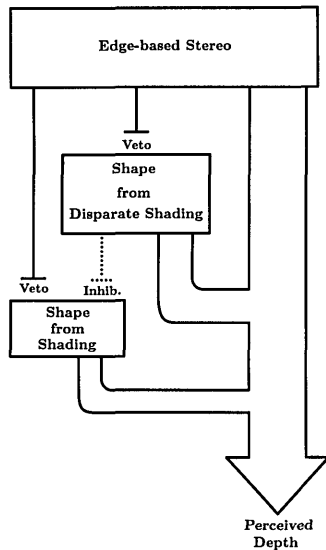 Edge-based Stereo
Veto
Shape
from
Disparate Shading
Veto
Inhib.
Shape
from
Shading
Perceived
Depth